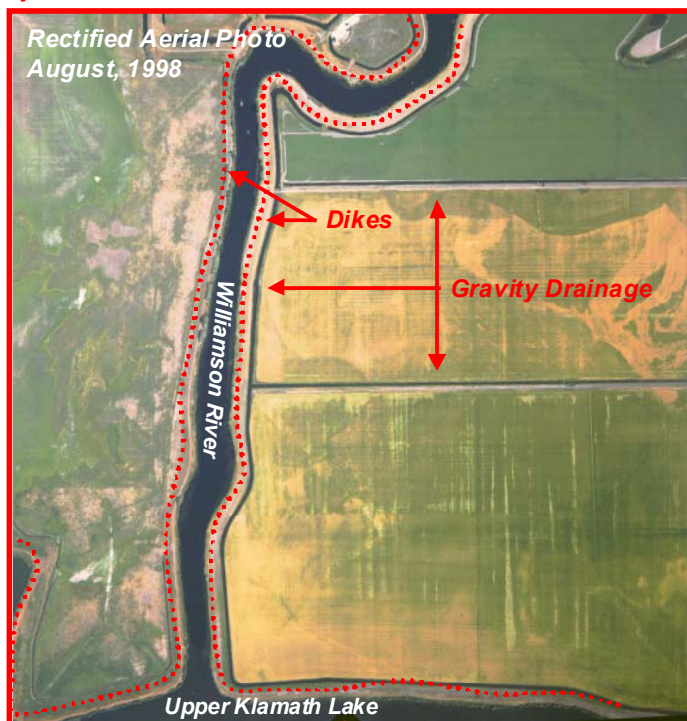 Rectified Aerial Photo
August, 1998
Dikes
Gravity Drainage
Williamson River
Upper Klamath Lake